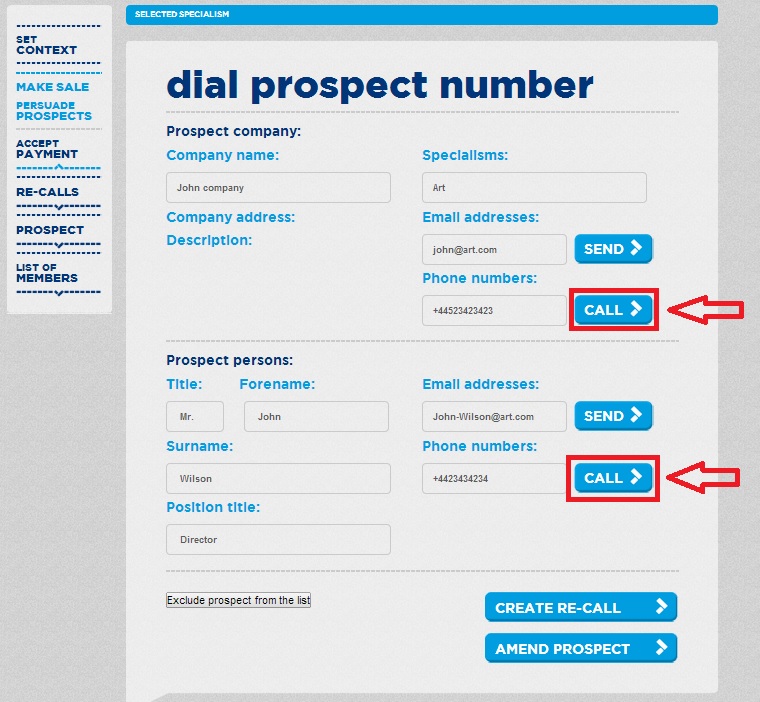 SELECTED SPECIALISM
SET
CONTEXT
MAKE SALE
PERSUADE
PROSPECTS
ACCEPT
PAYMENT
RE-CALLS
PROSPECT
LIST OF
MEMBERS
dial prospect number
Prospect company:
Company name: Specialisms:
John company Art
Company address: Email addresses:
Description:
john@art.com SEND
Phone numbers:
+44523423423 CALL
Prospect persons:
Title: Forename: Email addresses:
Mr. John John-Wilson@art.com SEND
Surname: Phone numbers:
Wilson +4423434234 CALL
Position title:
Director
Exclude prospect from the list
CREATE RE-CALL
AMEND PROSPECT